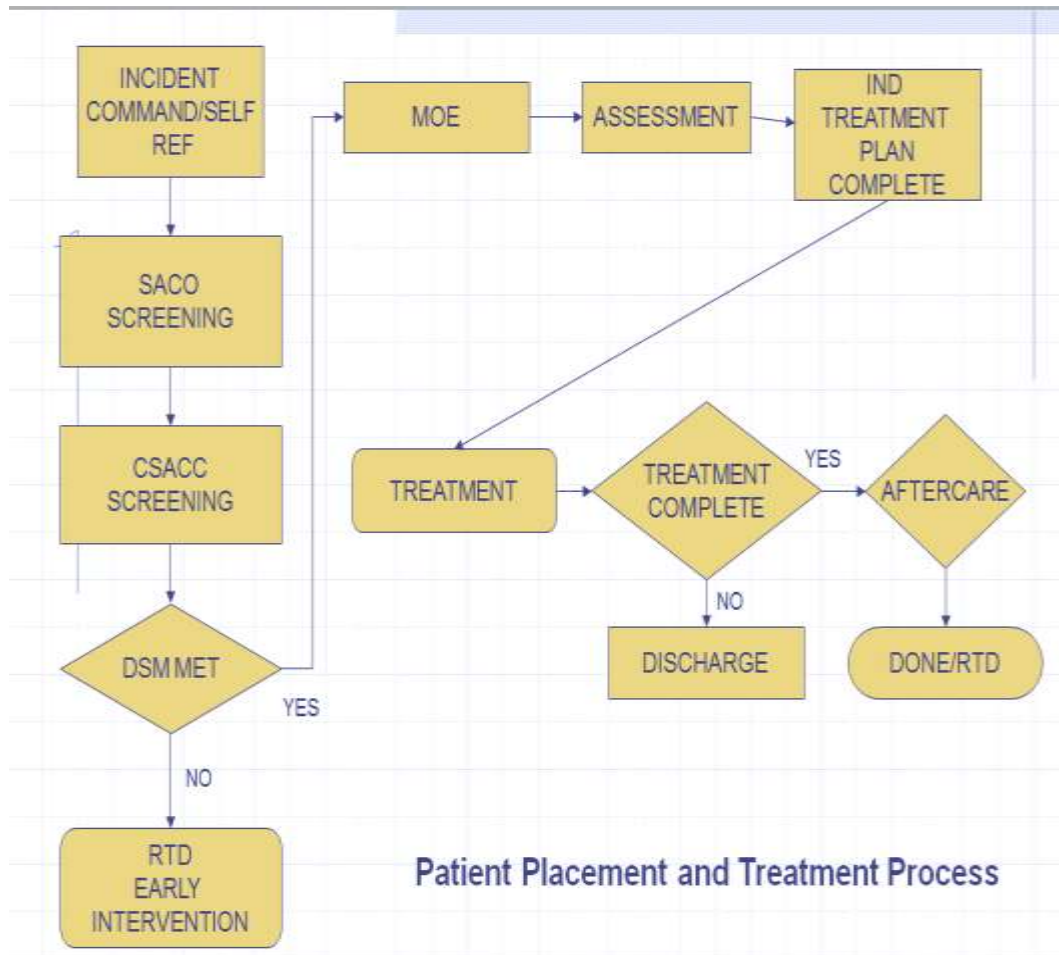 INCIDENT
COMMAND/SELF
REF
MOE
ASSESSMENT
IND
TREATMENT
PLAN
COMPLETE
SACO
SCREENING
CSACC
SCREENING
TREATMENT
TREATMENT
COMPLETE
YES
AFTERCARE
NO
DISCHARGE
DONE/RTD
DSM MET
YES
NO
RTD
EARLY
INTERVENTION
Patient Placement and Treatment Process